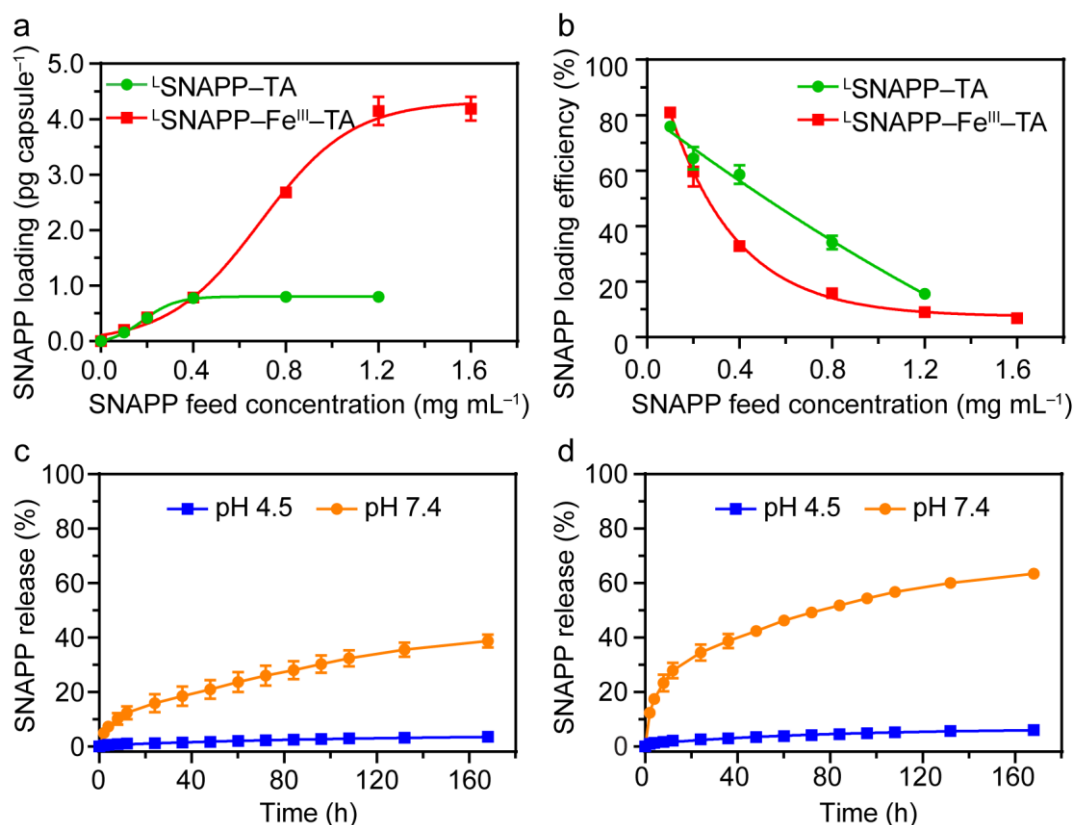 a
SNAPP loading (pg capsule⁻¹)
5.0
4.0
3.0
2.0
1.0
0.0
ᴸSNAPP–TA
ᴸSNAPP–Feᴵᴵᴵ–TA
0.0 0.4 0.8 1.2 1.6
SNAPP feed concentration (mg mL⁻¹)
b
SNAPP loading efficiency (%)
100
80
60
40
20
0
ᴸSNAPP–TA
ᴸSNAPP–Feᴵᴵᴵ–TA
0.4 0.8 1.2 1.6
SNAPP feed concentration (mg mL⁻¹)
c
SNAPP release (%)
100
80
60
40
20
0
pH 4.5 pH 7.4
0 40 80 120 160
Time (h)
d
SNAPP release (%)
100
80
60
40
20
0
pH 4.5 pH 7.4
0 40 80 120 160
Time (h)